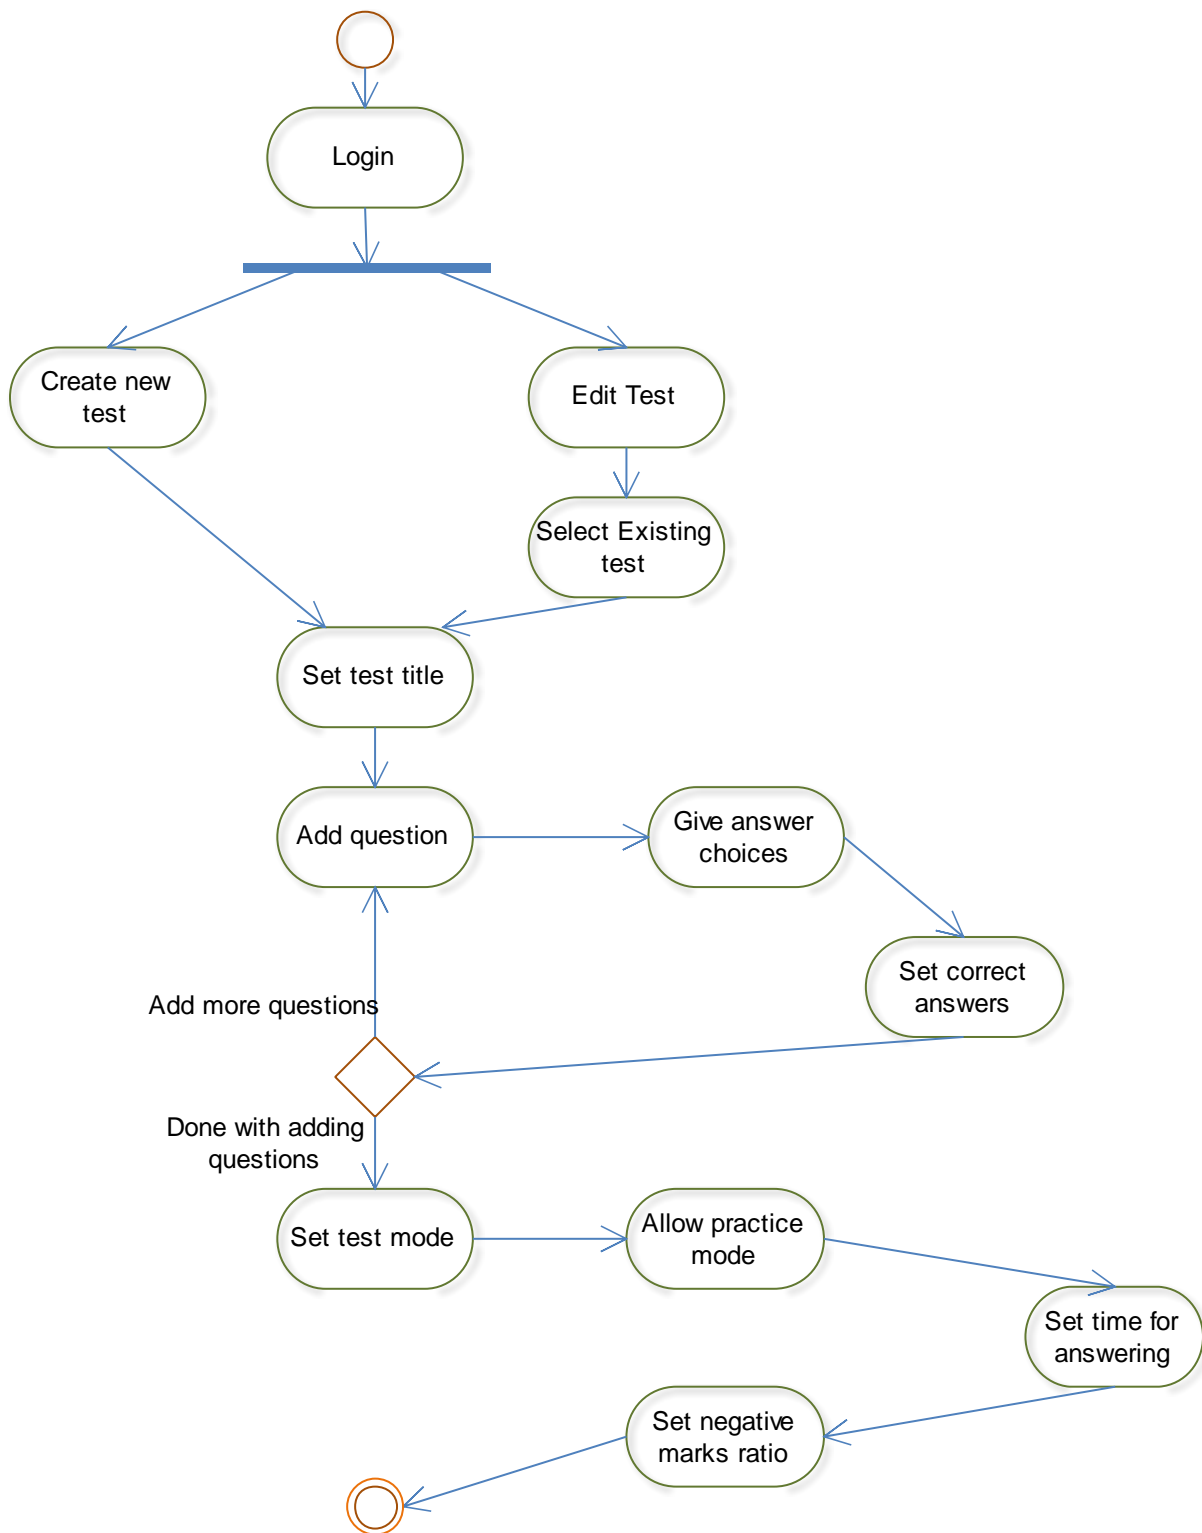 Login
Create new
test
Edit Test
Select Existing
test
Set test title
Add question
Give answer
choices
Set correct
answers
Add more questions
Done with adding
questions
Set test mode
Allow practice
mode
Set time for
answering
Set negative
marks ratio